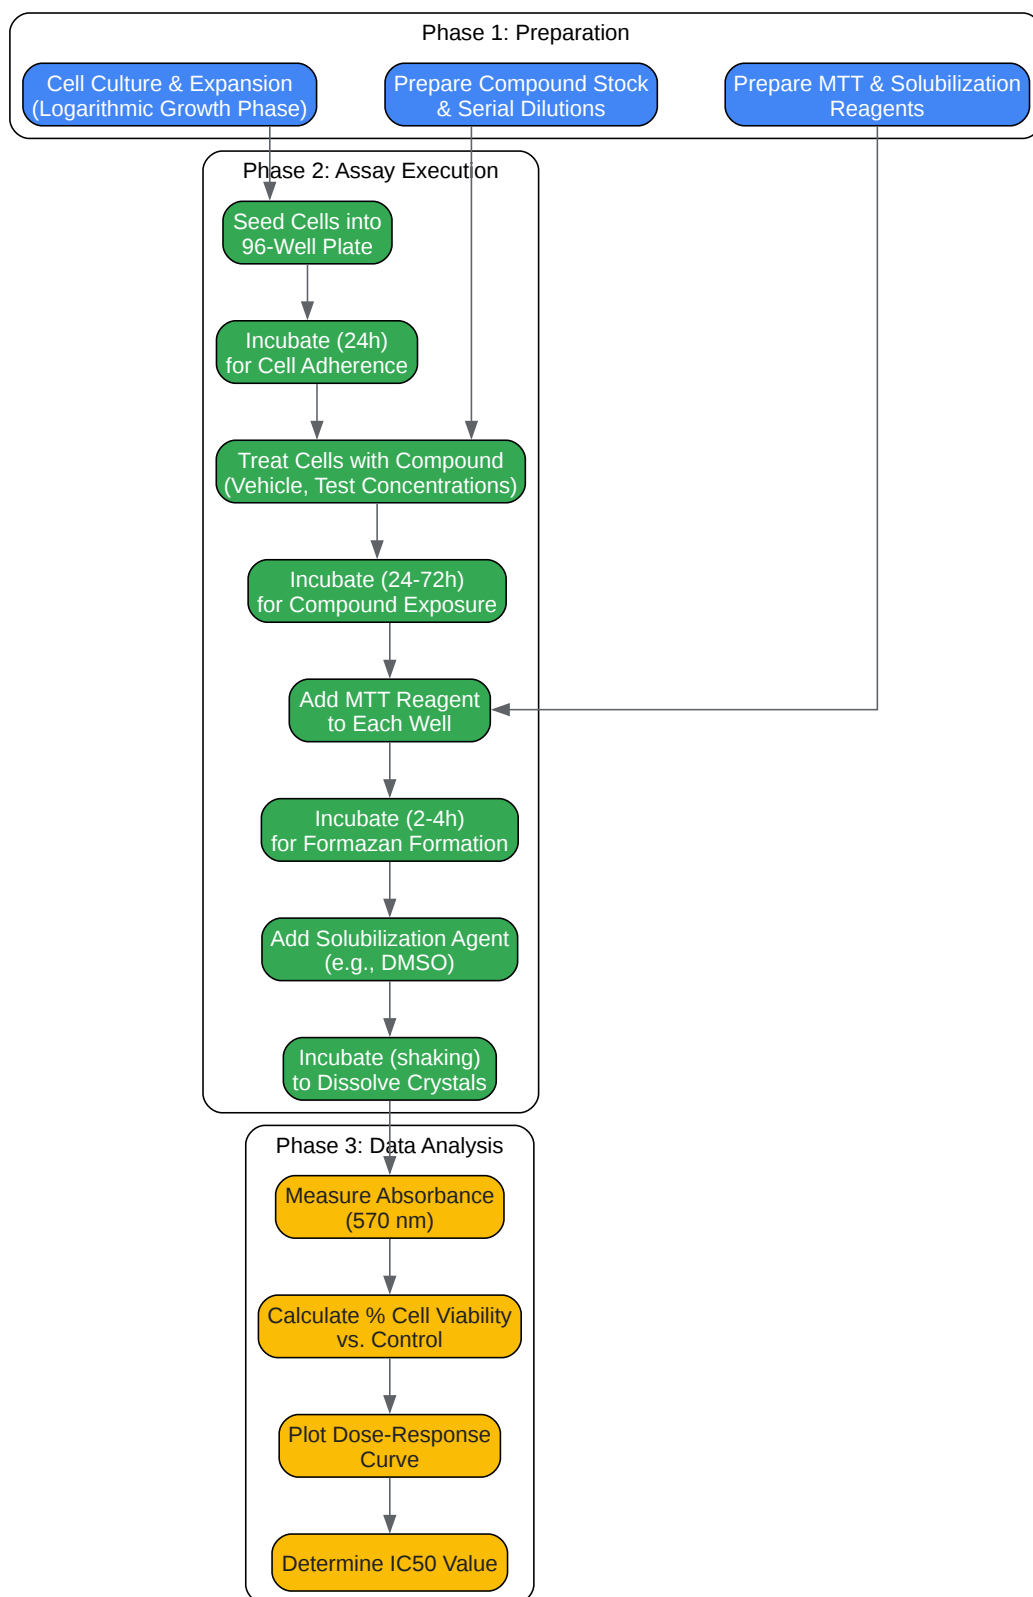 Phase 1: Preparation
Cell Culture & Expansion
(Logarithmic Growth Phase)
Prepare Compound Stock
& Serial Dilutions
Prepare MTT & Solubilization
Reagents
Phase 2: Assay Execution
Seed Cells into
96-Well Plate
Incubate (24h)
for Cell Adherence
Treat Cells with Compound
(Vehicle, Test Concentrations)
Incubate (24-72h)
for Compound Exposure
Add MTT Reagent
to Each Well
Incubate (2-4h)
for Formazan Formation
Add Solubilization Agent
(e.g., DMSO)
Incubate (shaking)
to Dissolve Crystals
Phase 3: Data Analysis
Measure Absorbance
(570 nm)
Calculate % Cell Viability
vs. Control
Plot Dose-Response
Curve
Determine IC50 Value